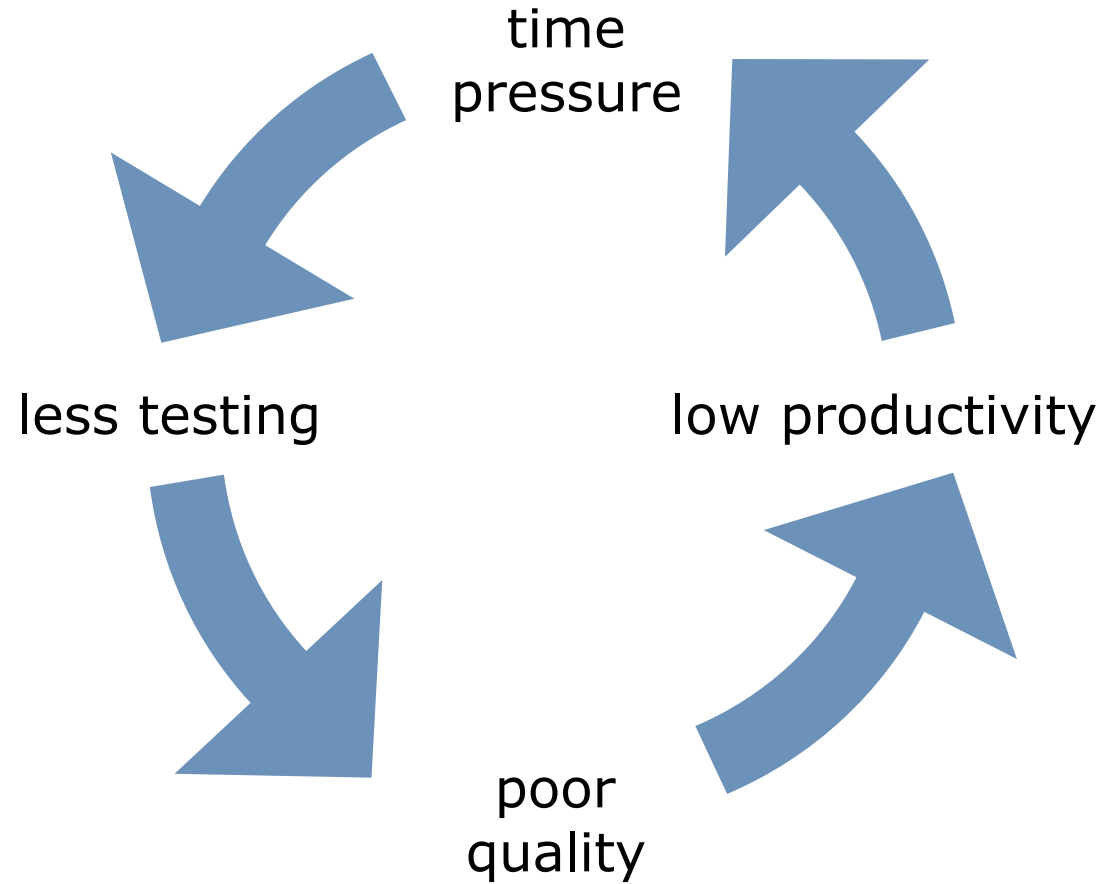 time
pressure
less testing
low productivity
poor
quality